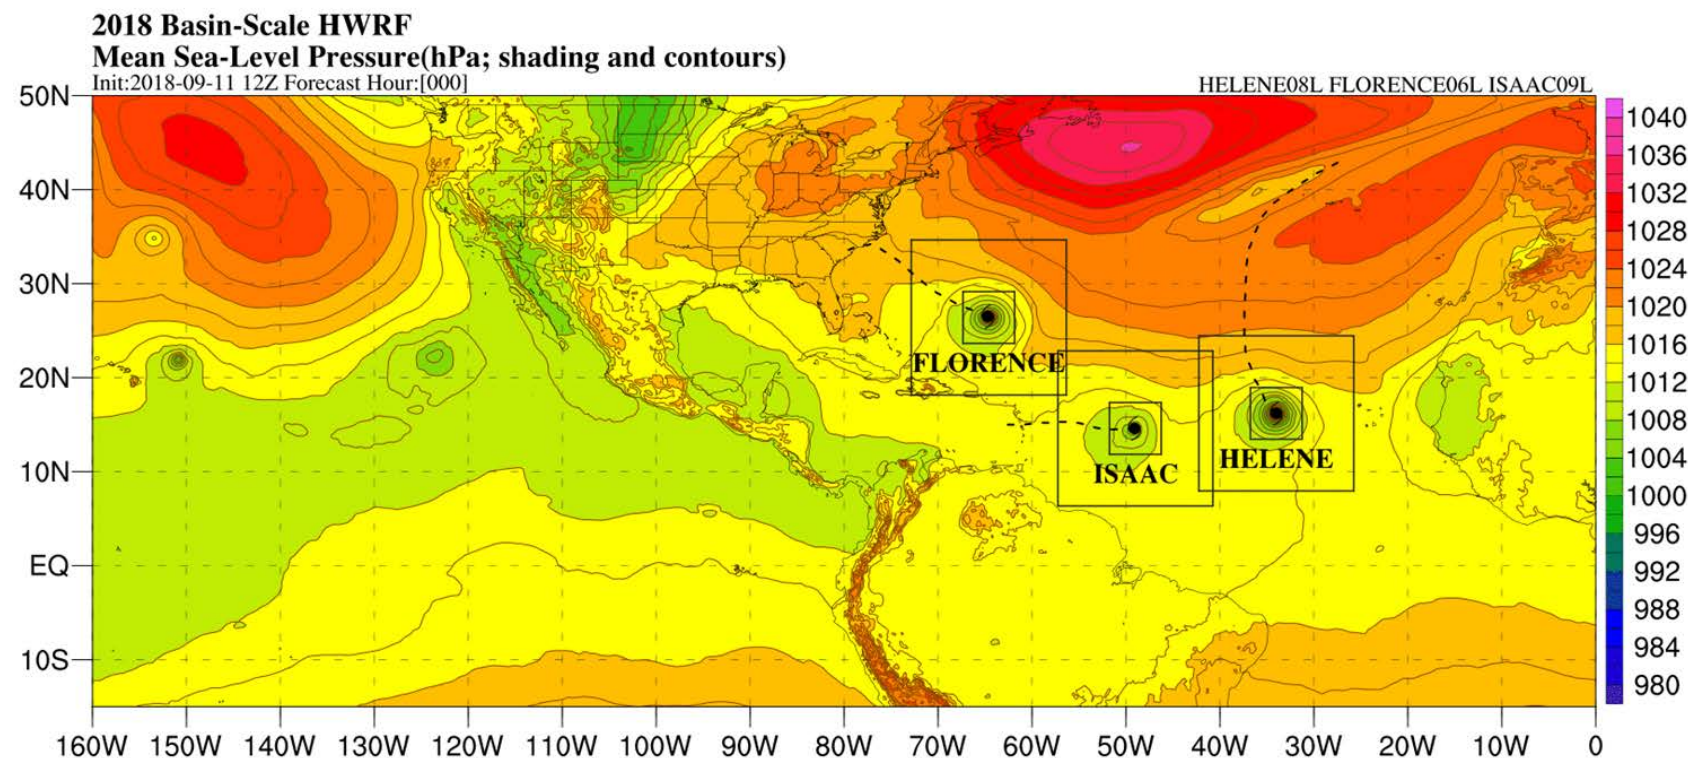 2018 Basin-Scale HWRF
Mean Sea-Level Pressure(hPa; shading and contours)
Init:2018-09-11 12Z Forecast Hour:[000]
HELENE08L FLORENCE06L ISAAC09L
50N
40N
30N
20N
10N
EQ
10S
FLORENCE
ISAAC
HELENE
1040
1036
1032
1028
1024
1020
1016
1012
1008
1004
1000
996
992
988
984
980
160W 150W 140W 130W 120W 110W 100W 90W 80W 70W 60W 50W 40W 30W 20W 10W 0